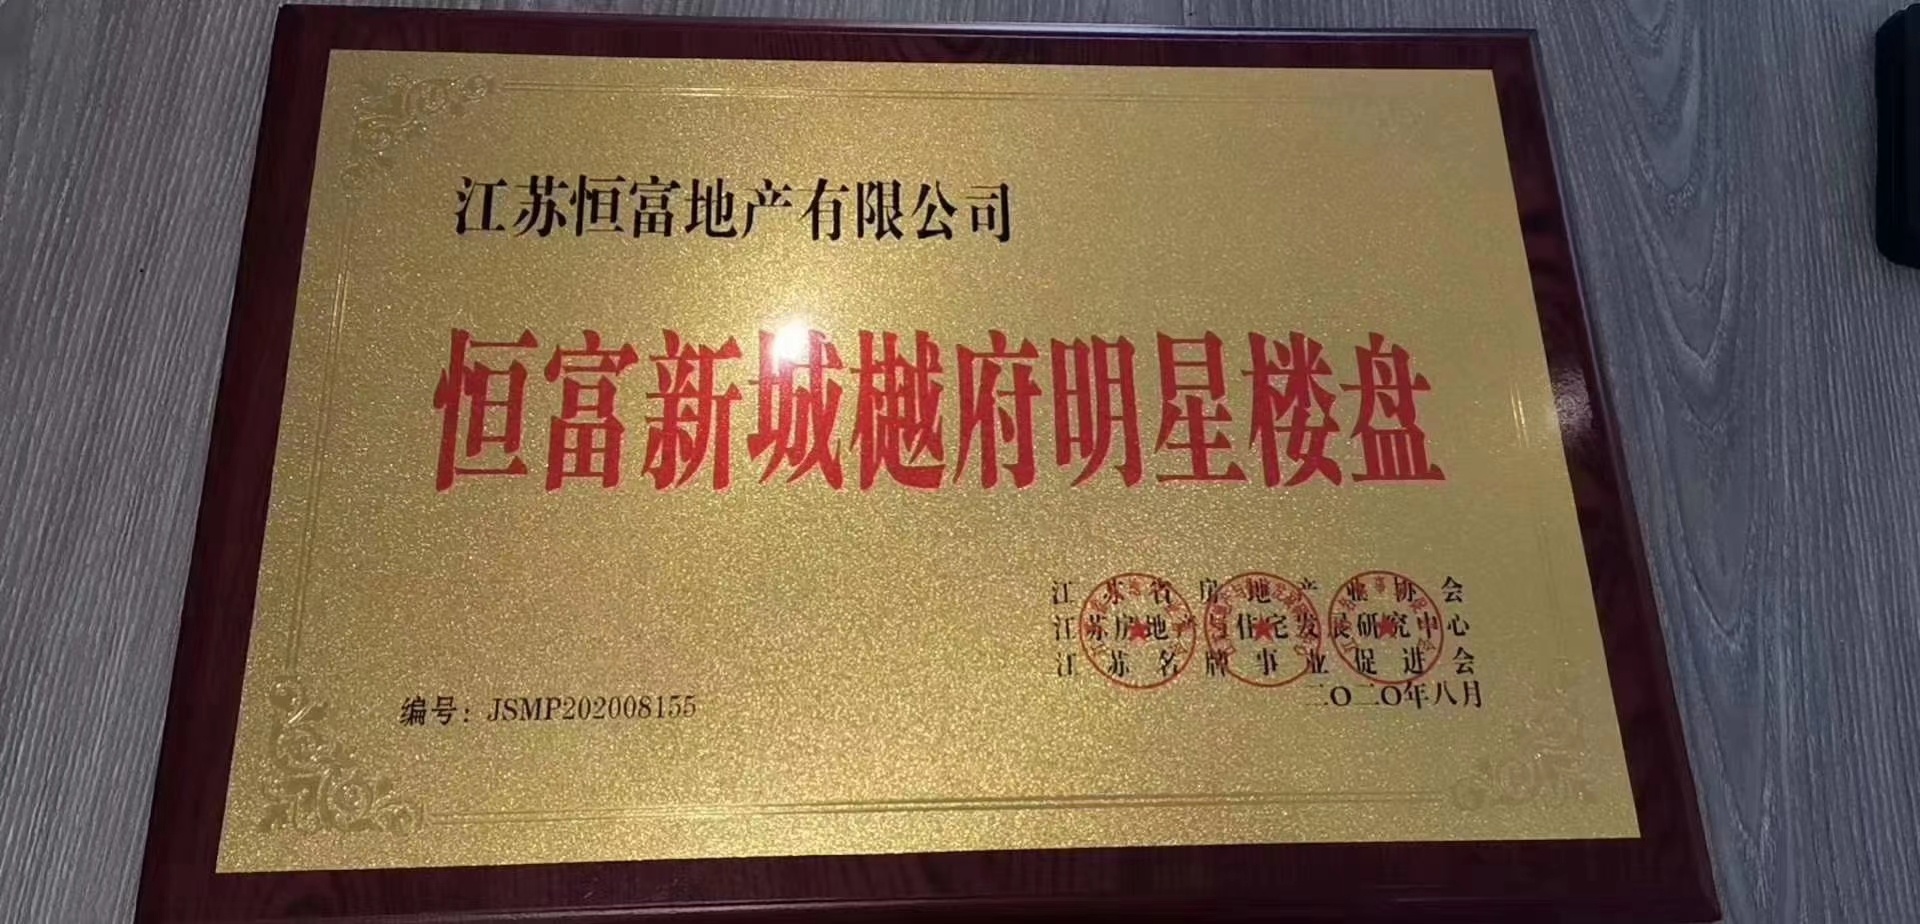 江苏恒富地产有限公司
恒富新城樾府明星楼盘
江苏省房地产业协会
江苏房地产与住宅发展研究中心
江苏名牌事业促进会
二〇二〇年八月
编号：JSMP202008155